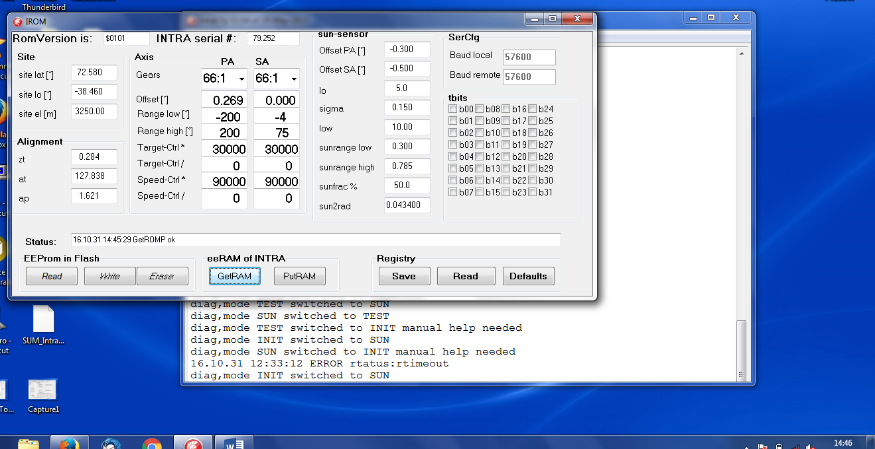 Thunderbird
IROM
RomVersion is: $0101 INTRA serial #: 79.252
Site
site lat [°] 72.580
site lo [°] -38.460
site el [m] 3250.00
Alignment
zt 0.284
at 127.838
ap 1.621
Axis
PA SA
Gears 66:1 66:1
Offset [°] 0.269 0.000
Range low [°] -200 -4
Range high [°] 200 75
Target-Ctrl * 30000 30000
Target-Ctrl / 0 0
Speed-Ctrl * 90000 90000
Speed-Ctrl / 0 0
sun-sensor
Offset PA [°] -0.300
Offset SA [°] -0.500
Io 5.0
sigma 0.150
low 10.00
sunrange low 0.300
sunrange high 0.785
sunfrac % 50.0
sun2rad 0.043400
SerCfg
Baud local 57600
Baud remote 57600
tbits
b00 b08 b16 b24
b01 b09 b17 b25
b02 b10 b18 b26
b03 b11 b19 b27
b04 b12 b20 b28
b05 b13 b21 b29
b06 b14 b22 b30
b07 b15 b23 b31
Status: 16.10.31 14:45:29 GetROMP ok
EEProm in Flash
Read Write Erase
eeRAM of INTRA
GetRAM PutRAM
Registry
Save Read Defaults
diag,mode TEST switched to SUN
diag,mode SUN switched to TEST
diag,mode TEST switched to INIT manual help needed
diag,mode INIT switched to SUN
diag,mode SUN switched to INIT manual help needed
16.10.31 12:33:12 ERROR rtatus:rtimeout
diag,mode INIT switched to SUN
SUM_Intra...
Capture1
14:46